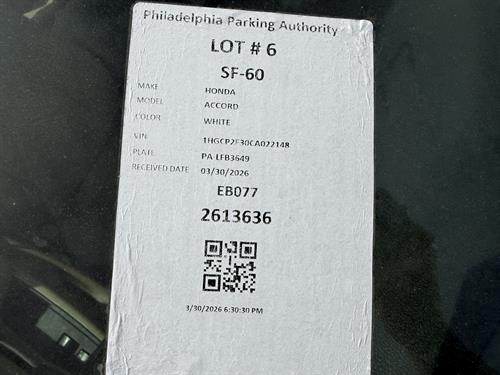 Philadelphia Parking Authority
LOT # 6
SF-60
MAKE HONDA
MODEL ACCORD
COLOR WHITE
VIN 1HGCP2F30CA022148
PLATE PA-LFB3649
RECEIVED DATE 03/30/2026
EB077
2613636
3/30/2026 6:30:30 PM